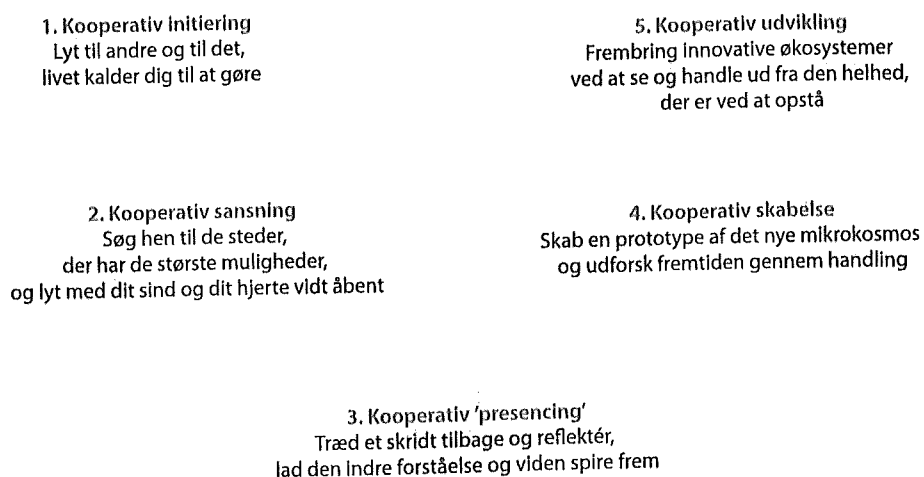 1. Kooperativ initiering
Lyt til andre og til det,
livet kalder dig til at gøre
2. Kooperativ sansning
Søg hen til de steder,
der har de største muligheder,
og lyt med dit sind og dit hjerte vidt åbent
3. Kooperativ 'presencing'
Træd et skridt tilbage og reflektér,
lad den indre forståelse og viden spire frem
4. Kooperativ skabelse
Skab en prototype af det nye mikrokosmos
og udforsk fremtiden gennem handling
5. Kooperativ udvikling
Frembring innovative økosystemer
ved at se og handle ud fra den helhed,
der er ved at opstå